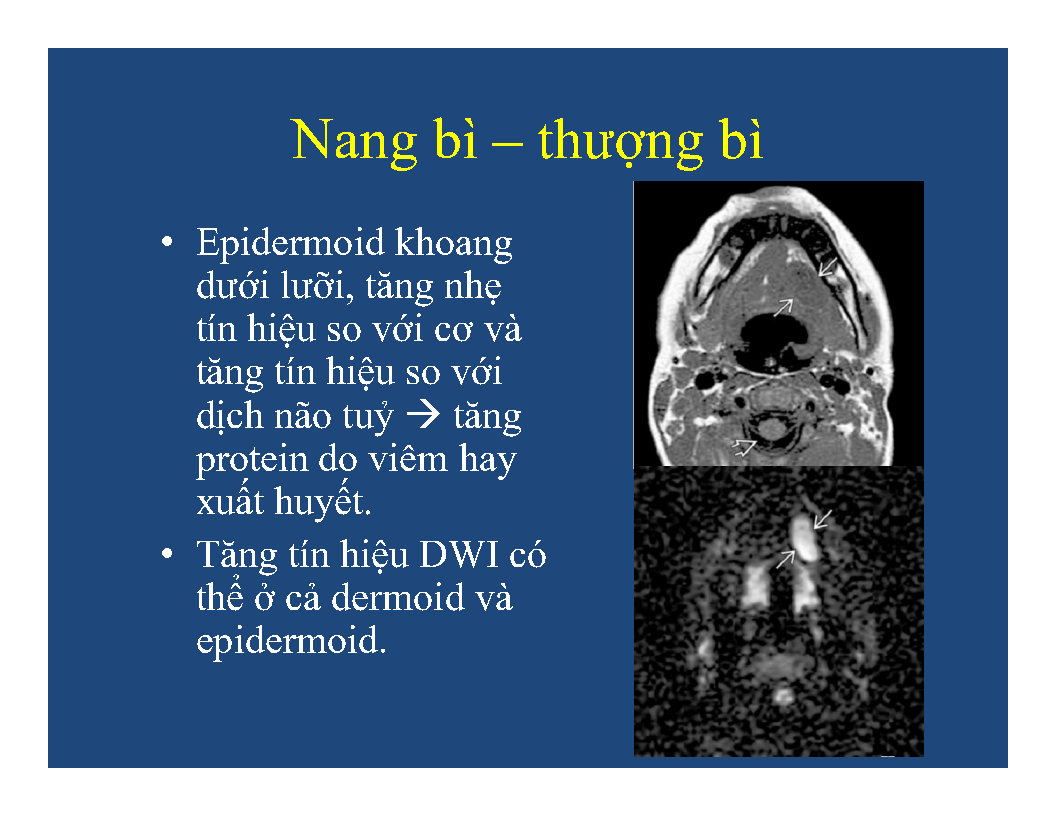 Nang bì – thượng bì
• Epidermoid khoang
dưới lưỡi, tăng nhẹ
tín hiệu so với cơ và
tăng tín hiệu so với
dịch não tuỷ → tăng
protein do viêm hay
xuất huyết.
• Tăng tín hiệu DWI có
thể ở cả dermoid và
epidermoid.